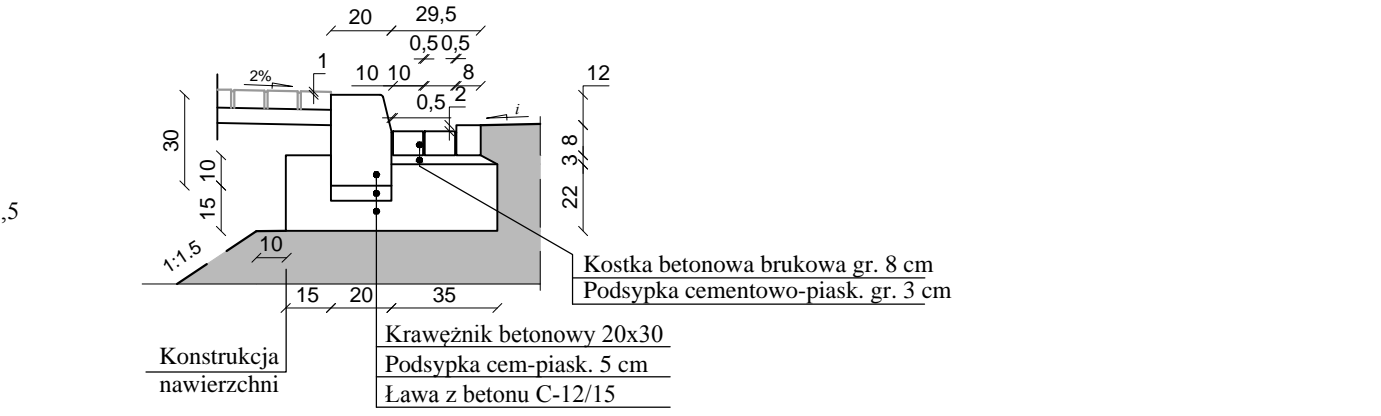 20 29,5
0,5 0,5
1
2% 10 10 8 12
0,5 2
i
30
10
15
8
3
22
,5
1:1.5
10
15 20 35
Kostka betonowa brukowa gr. 8 cm
Podsypka cementowo-piask. gr. 3 cm
Krawężnik betonowy 20x30
Podsypka cem-piask. 5 cm
Ława z betonu C-12/15
Konstrukcja
nawierzchni